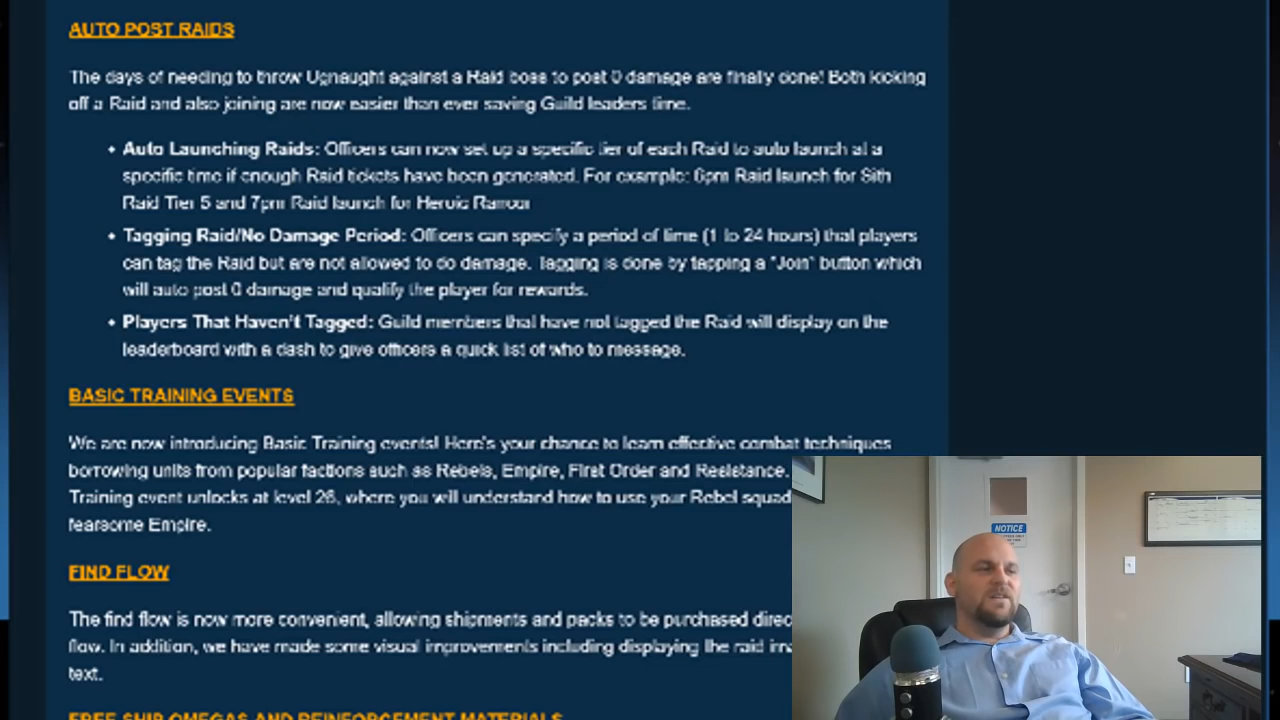 AUTO POST RAIDS
The days of needing to throw Ugnaught against a Raid boss to post 0 damage are finally done! Both kicking
off a Raid and also joining are now easier than ever saving Guild leaders time.
• Auto Launching Raids: Officers can now set up a specific tier of each Raid to auto launch at a
specific time if enough Raid tickets have been generated. For example: 6pm Raid launch for Sith
Raid Tier 5 and 7pm Raid launch for Heroic Rancor
• Tagging Raid/No Damage Period: Officers can specify a period of time (1 to 24 hours) that players
can tag the Raid but are not allowed to do damage. Tagging is done by tapping a "Join" button which
will auto post 0 damage and qualify the player for rewards.
• Players That Haven't Tagged: Guild members that have not tagged the Raid will display on the
leaderboard with a dash to give officers a quick list of who to message.
BASIC TRAINING EVENTS
We are now introducing Basic Training events! Here's your chance to learn effective combat techniques
borrowing units from popular factions such as Rebels, Empire, First Order and Resistance.
Training event unlocks at level 26, where you will understand how to use your Rebel squad
fearsome Empire.
FIND FLOW
The find flow is now more convenient, allowing shipments and packs to be purchased direc
flow. In addition, we have made some visual improvements including displaying the raid
text.
FREE SHIP OMEGAS AND REINFORCEMENT MATERIALS
NOTICE